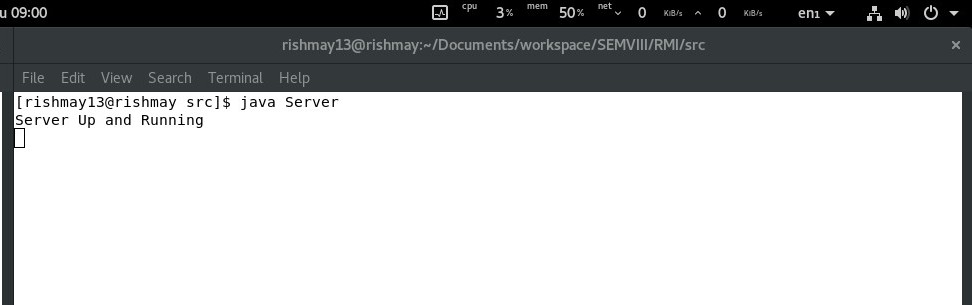 u 09:00 cpu 3% mem 50% net 0 KiB/s 0 KiB/s en₁
rishmay13@rishmay:~/Documents/workspace/SEMVIII/RMI/src ×
File Edit View Search Terminal Help
[rishmay13@rishmay src]$ java Server
Server Up and Running